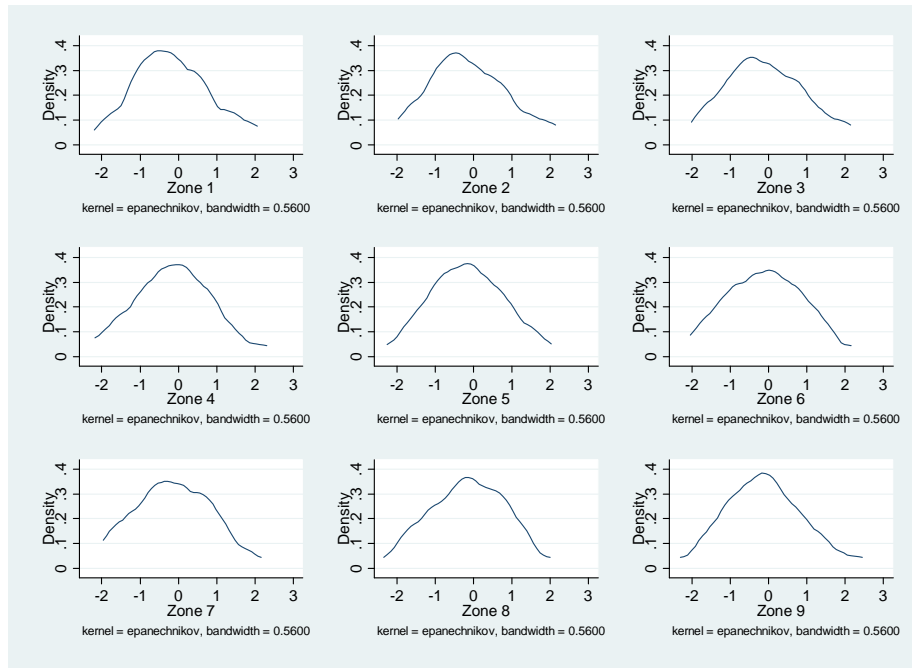 Density
0 .1 .2 .3 .4
-2 -1 0 1 2 3
Zone 1
kernel = epanechnikov, bandwidth = 0.5600
Density
0 .1 .2 .3 .4
-2 -1 0 1 2 3
Zone 2
kernel = epanechnikov, bandwidth = 0.5600
Density
0 .1 .2 .3 .4
-2 -1 0 1 2 3
Zone 3
kernel = epanechnikov, bandwidth = 0.5600
Density
0 .1 .2 .3 .4
-2 -1 0 1 2 3
Zone 4
kernel = epanechnikov, bandwidth = 0.5600
Density
0 .1 .2 .3 .4
-2 -1 0 1 2 3
Zone 5
kernel = epanechnikov, bandwidth = 0.5600
Density
0 .1 .2 .3 .4
-2 -1 0 1 2 3
Zone 6
kernel = epanechnikov, bandwidth = 0.5600
Density
0 .1 .2 .3 .4
-2 -1 0 1 2 3
Zone 7
kernel = epanechnikov, bandwidth = 0.5600
Density
0 .1 .2 .3 .4
-2 -1 0 1 2 3
Zone 8
kernel = epanechnikov, bandwidth = 0.5600
Density
0 .1 .2 .3 .4
-2 -1 0 1 2 3
Zone 9
kernel = epanechnikov, bandwidth = 0.5600